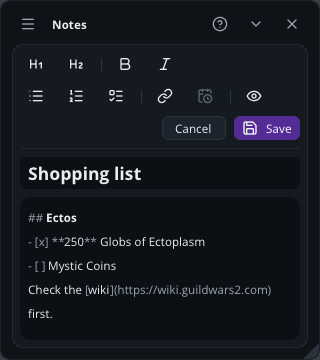 Notes
H1 H2 B I
Cancel Save
Shopping list
## Ectos
- [x] **250** Globs of Ectoplasm
- [ ] Mystic Coins
Check the [wiki](https://wiki.guildwars2.com)
first.